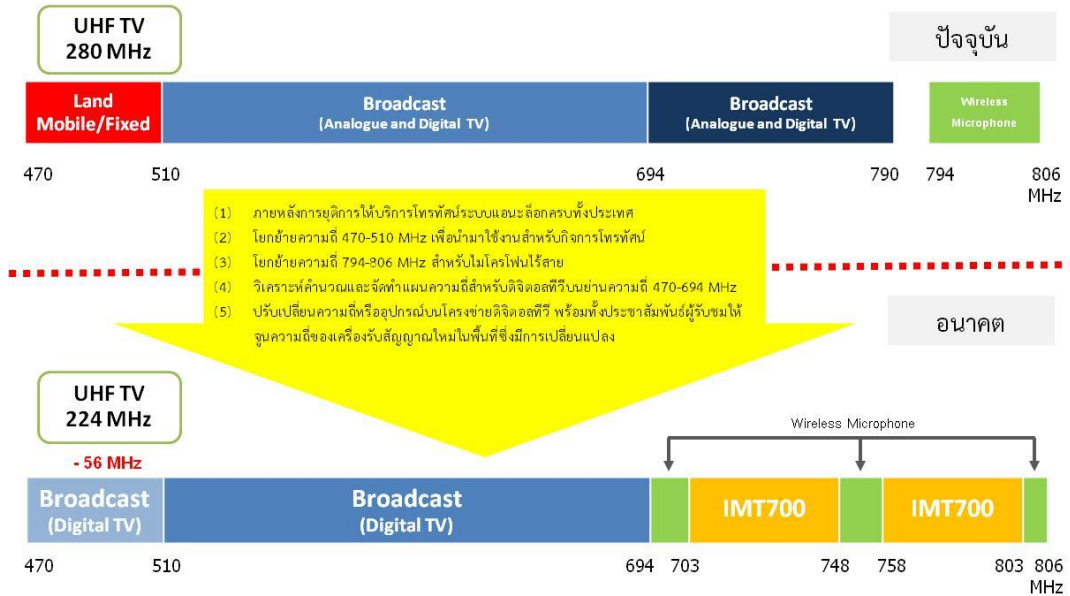 UHF TV
280 MHz
ปัจจุบัน
Land
Mobile/Fixed
Broadcast
(Analogue and Digital TV)
Broadcast
(Analogue and Digital TV)
Wireless
Microphone
470
510
694
790
794
806
MHz
(1) ภายหลังการยุติการให้บริการโทรทัศน์ระบบแอนะล็อกครบทั้งประเทศ
(2) โยกย้ายความถี่ 470-510 MHz เพื่อนำมาใช้งานสำหรับกิจการโทรทัศน์
(3) โยกย้ายความถี่ 794-806 MHz สำหรับไมโครโฟนไร้สาย
(4) วิเคราะห์คำนวณและจัดทำแผนความถี่สำหรับดิจิตอลทีวีบนย่านความถี่ 470-694 MHz
(5) ปรับเปลี่ยนความถี่หรืออุปกรณ์บนโครงข่ายดิจิตอลทีวี พร้อมทั้งประชาสัมพันธ์ผู้รับชมให้
จูนความถี่ของเครื่องรับสัญญาณใหม่ในพื้นที่ซึ่งมีการเปลี่ยนแปลง
อนาคต
UHF TV
224 MHz
- 56 MHz
Wireless Microphone
Broadcast
(Digital TV)
Broadcast
(Digital TV)
IMT700
IMT700
470
510
694
703
748
758
803
806
MHz